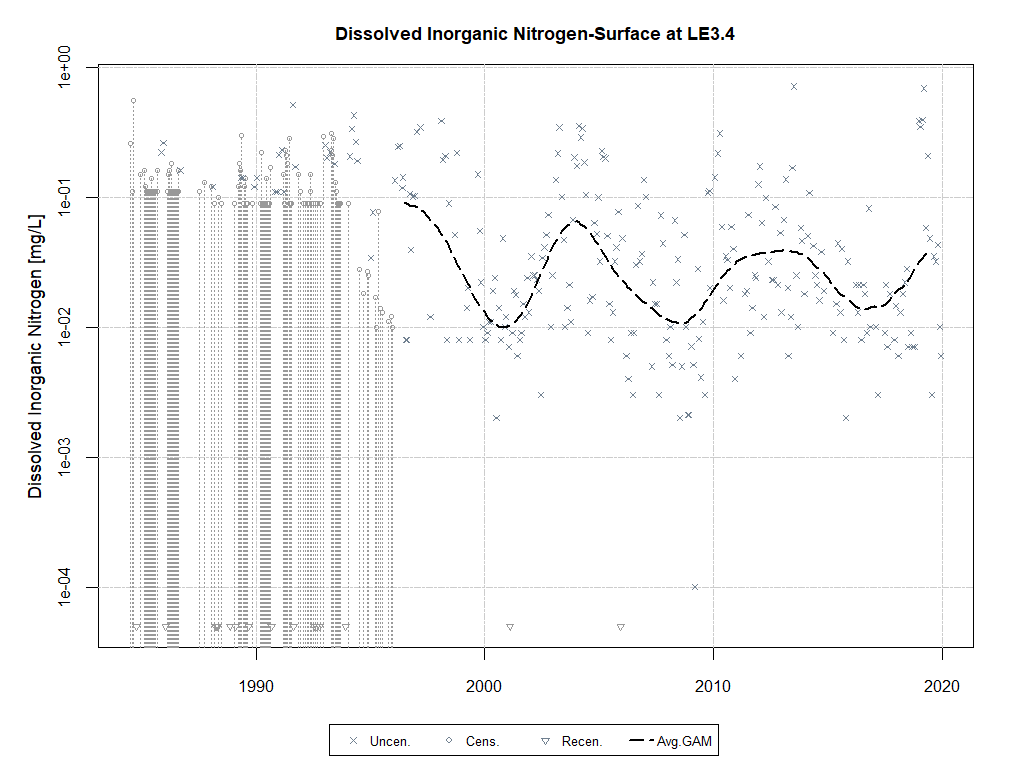 Dissolved Inorganic Nitrogen-Surface at LE3.4
Dissolved Inorganic Nitrogen [mg/L]
1e+00
1e-01
1e-02
1e-03
1e-04
1990 2000 2010 2020
Uncen. Cens. Recen. Avg.GAM